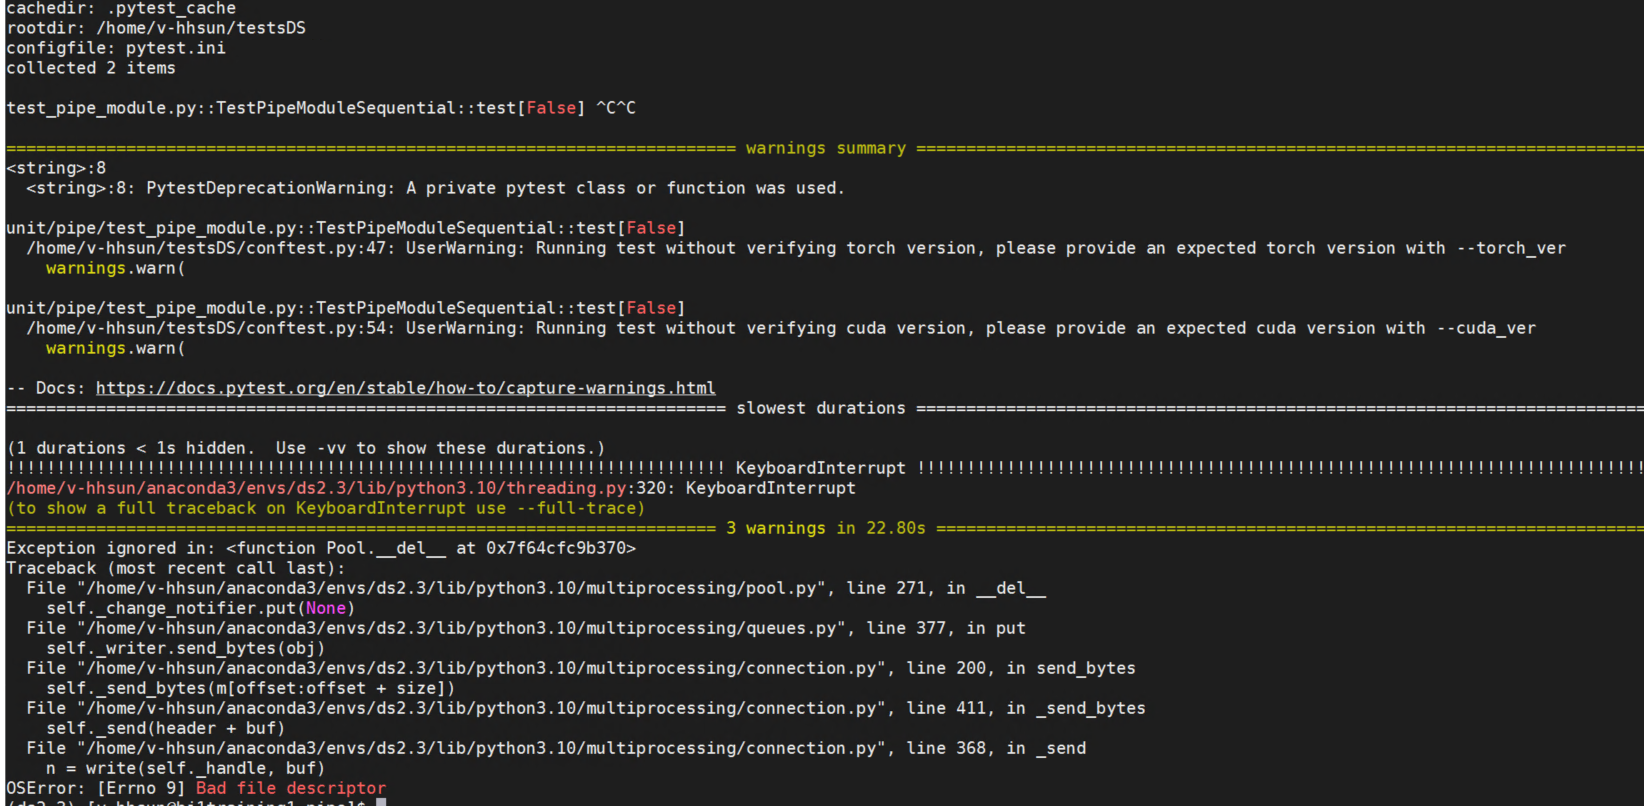 cachedir: .pytest_cache
rootdir: /home/v-hhsun/testsDS
configfile: pytest.ini
collected 2 items
test_pipe_module.py::TestPipeModuleSequential::test[False] ^C^C
========================================================================= warnings summary =========================================================================
<string>:8
  <string>:8: PytestDeprecationWarning: A private pytest class or function was used.
unit/pipe/test_pipe_module.py::TestPipeModuleSequential::test[False]
  /home/v-hhsun/testsDS/conftest.py:47: UserWarning: Running test without verifying torch version, please provide an expected torch version with --torch_ver
    warnings.warn(
unit/pipe/test_pipe_module.py::TestPipeModuleSequential::test[False]
  /home/v-hhsun/testsDS/conftest.py:54: UserWarning: Running test without verifying cuda version, please provide an expected cuda version with --cuda_ver
    warnings.warn(
-- Docs: https://docs.pytest.org/en/stable/how-to/capture-warnings.html
======================================================================== slowest durations =========================================================================
(1 durations < 1s hidden.  Use -vv to show these durations.)
!!!!!!!!!!!!!!!!!!!!!!!!!!!!!!!!!!!!!!!!!!!!!!!!!!!!!!!!!!!!!!!!!!!!!!!! KeyboardInterrupt !!!!!!!!!!!!!!!!!!!!!!!!!!!!!!!!!!!!!!!!!!!!!!!!!!!!!!!!!!!!!!!!!!!!!!!!!
/home/v-hhsun/anaconda3/envs/ds2.3/lib/python3.10/threading.py:320: KeyboardInterrupt
(to show a full traceback on KeyboardInterrupt use --full-trace)
======================================================================= 3 warnings in 22.80s =======================================================================
Exception ignored in: <function Pool.__del__ at 0x7f64cfc9b370>
Traceback (most recent call last):
  File "/home/v-hhsun/anaconda3/envs/ds2.3/lib/python3.10/multiprocessing/pool.py", line 271, in __del__
    self._change_notifier.put(None)
  File "/home/v-hhsun/anaconda3/envs/ds2.3/lib/python3.10/multiprocessing/queues.py", line 377, in put
    self._writer.send_bytes(obj)
  File "/home/v-hhsun/anaconda3/envs/ds2.3/lib/python3.10/multiprocessing/connection.py", line 200, in send_bytes
    self._send_bytes(m[offset:offset + size])
  File "/home/v-hhsun/anaconda3/envs/ds2.3/lib/python3.10/multiprocessing/connection.py", line 411, in _send_bytes
    self._send(header + buf)
  File "/home/v-hhsun/anaconda3/envs/ds2.3/lib/python3.10/multiprocessing/connection.py", line 368, in _send
    n = write(self._handle, buf)
OSError: [Errno 9] Bad file descriptor